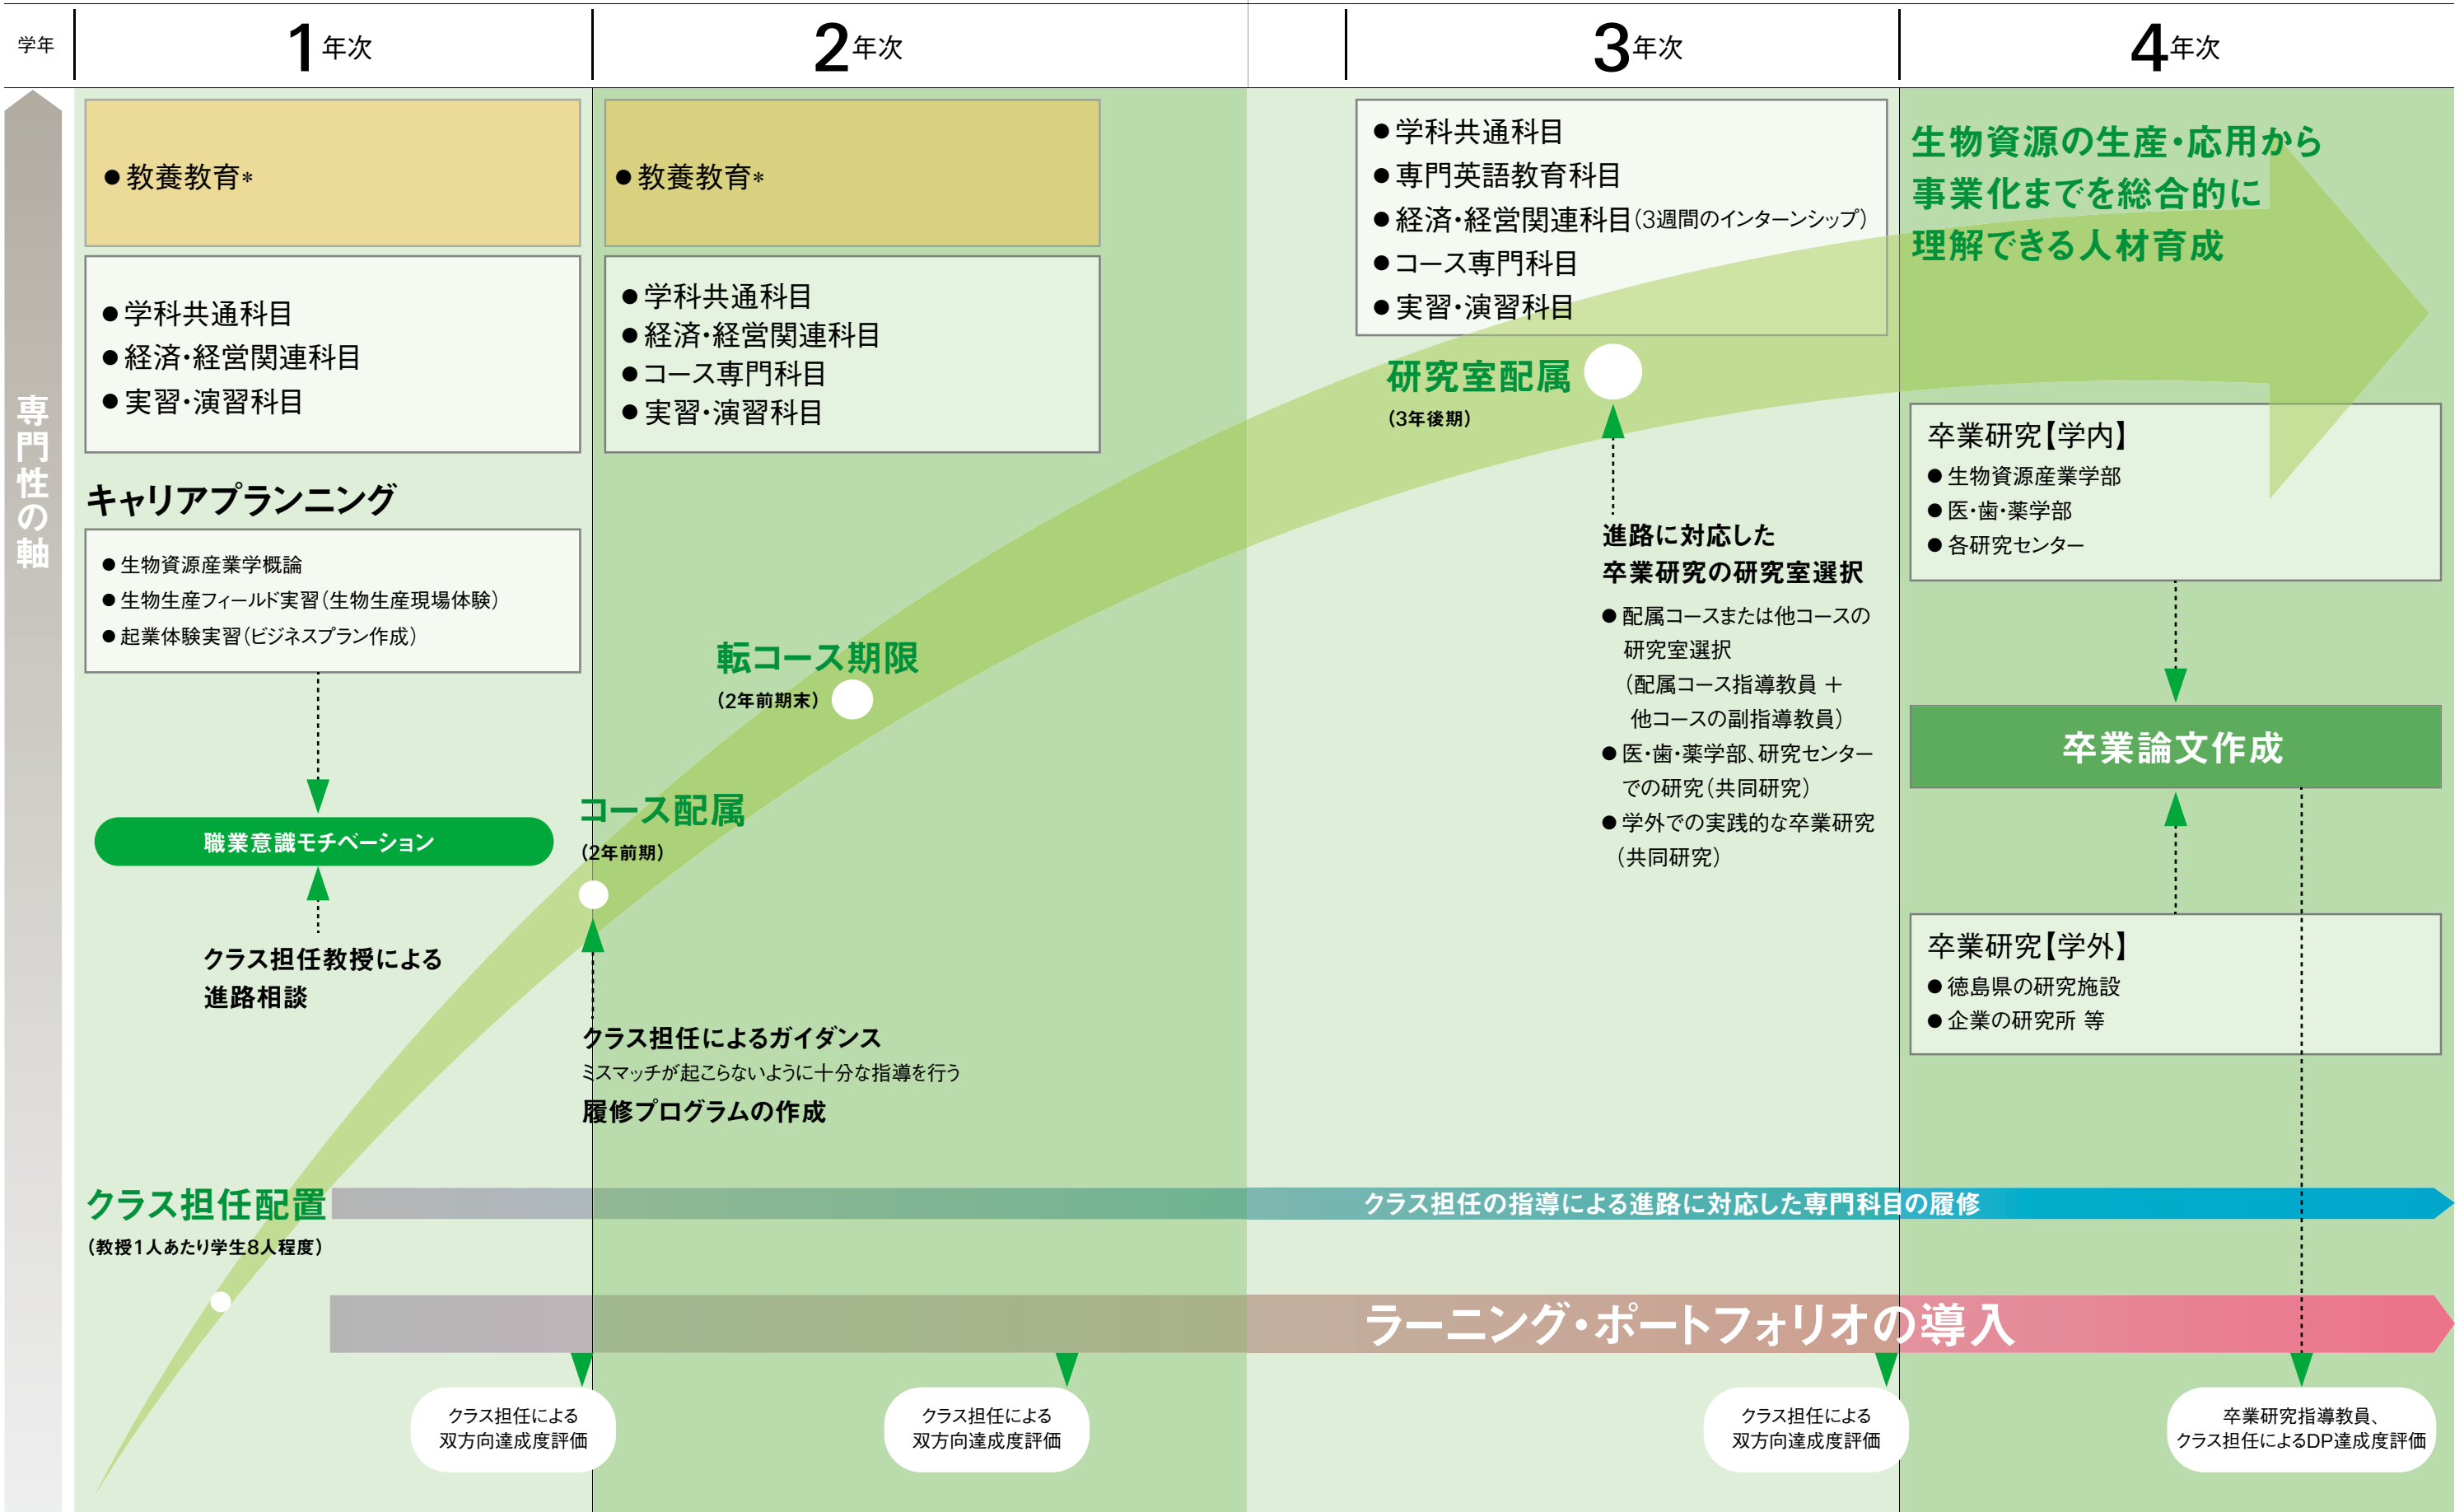 学年
1年次
2年次
3年次
4年次
専門性の軸
●教養教育*
●学科共通科目
●経済・経営関連科目
●実習・演習科目
キャリアプランニング
●生物資源産業学概論
●生物生産フィールド実習（生物生産現場体験）
●起業体験実習（ビジネスプラン作成）
職業意識モチベーション
クラス担任教授による
進路相談
クラス担任配置
（教授1人あたり学生8人程度）
●教養教育*
●学科共通科目
●経済・経営関連科目
●コース専門科目
●実習・演習科目
転コース期限
（2年前期末）
コース配属
（2年前期）
クラス担任によるガイダンス
ミスマッチが起こらないように十分な指導を行う
履修プログラムの作成
●学科共通科目
●専門英語教育科目
●経済・経営関連科目（3週間のインターンシップ）
●コース専門科目
●実習・演習科目
研究室配属
（3年後期）
進路に対応した
卒業研究の研究室選択
●配属コースまたは他コースの
研究室選択
（配属コース指導教員 ＋
他コースの副指導教員）
●医・歯・薬学部、研究センター
での研究（共同研究）
●学外での実践的な卒業研究
（共同研究）
生物資源の生産・応用から
事業化までを総合的に
理解できる人材育成
卒業研究【学内】
●生物資源産業学部
●医・歯・薬学部
●各研究センター
卒業論文作成
卒業研究【学外】
●徳島県の研究施設
●企業の研究所 等
クラス担任の指導による進路に対応した専門科目の履修
ラーニング・ポートフォリオの導入
クラス担任による
双方向達成度評価
クラス担任による
双方向達成度評価
クラス担任による
双方向達成度評価
卒業研究指導教員、
クラス担任によるDP達成度評価